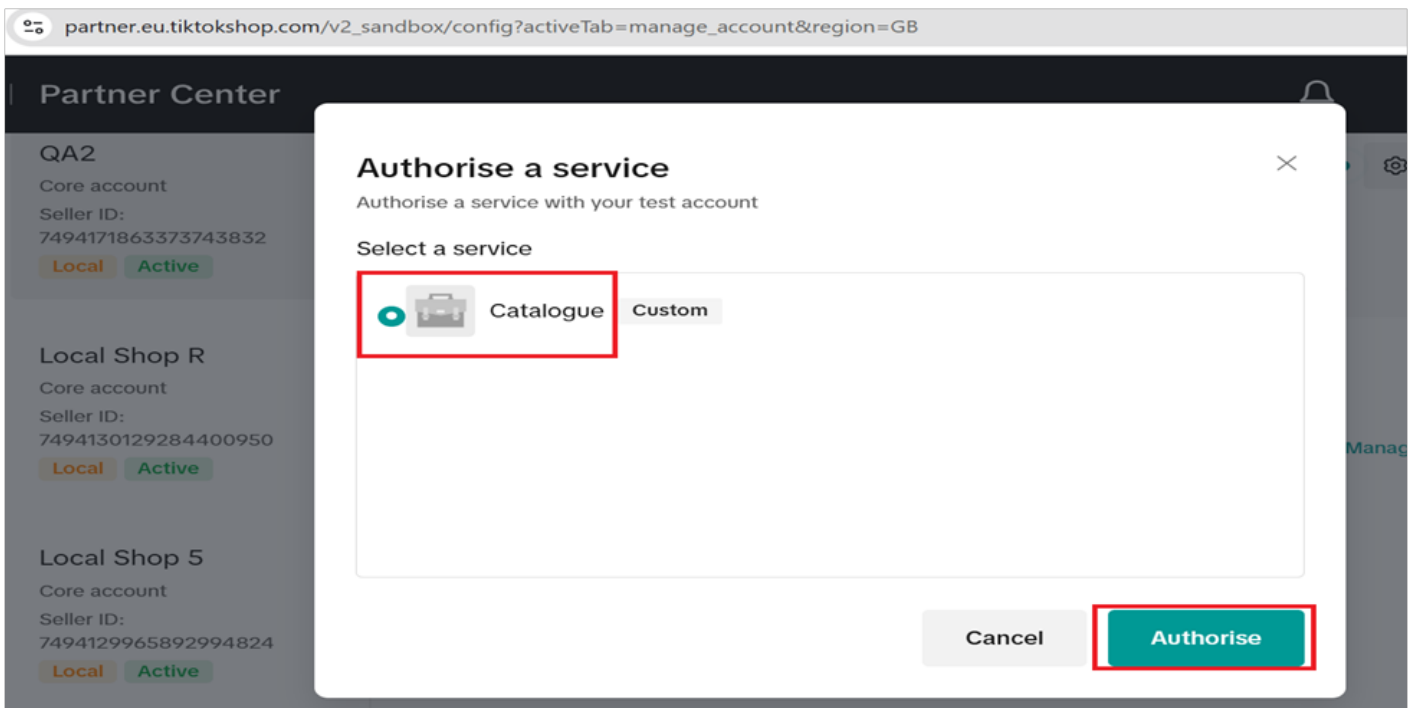 partner.eu.tiktokshop.com/v2_sandbox/config?activeTab=manage_account&region=GB
Partner Center
QA2
Core account
Seller ID:
7494171863373743832
Local Active
Local Shop R
Core account
Seller ID:
7494130129284400950
Local Active
Local Shop 5
Core account
Seller ID:
7494129965892994824
Local Active
Authorise a service
Authorise a service with your test account
Select a service
Catalogue Custom
Cancel Authorise
Manag